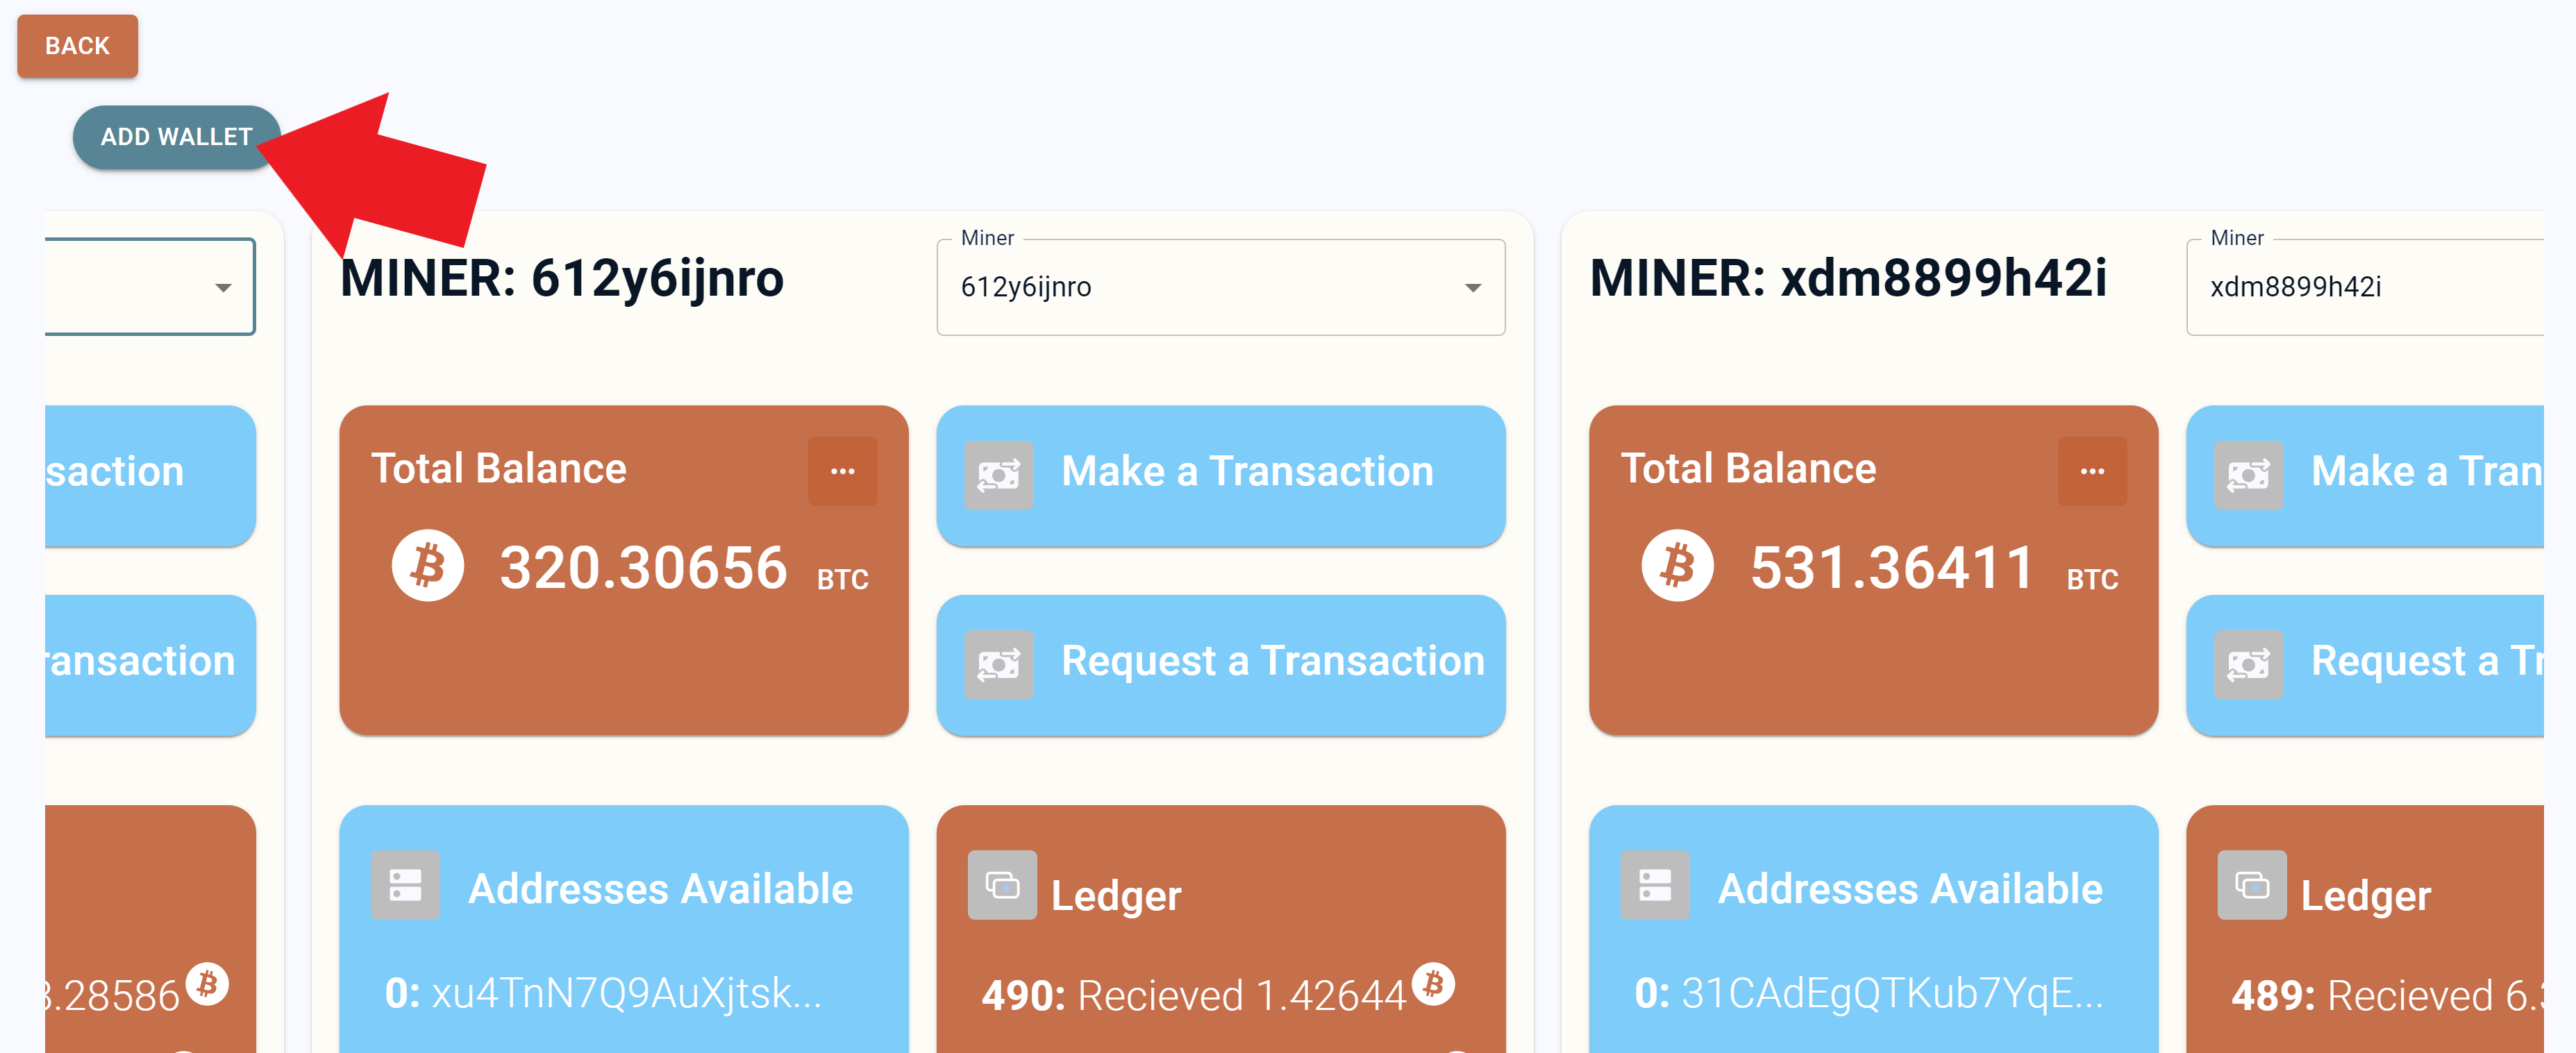 BACK
ADD WALLET
MINER: 612y6ijnro
Miner
612y6ijnro
MINER: xdm8899h42i
Miner
xdm8899h42i
saction
Total Balance
...
Make a Transaction
Total Balance
...
Make a Tran
320.30656 BTC
531.36411 BTC
ransaction
Request a Transaction
Request a Tr
Addresses Available
Ledger
Addresses Available
Ledger
.28586
0: xu4TnN7Q9AuXjtsk...
490: Recieved 1.42644
0: 31CAdEgQTKub7YqE...
489: Recieved 6.